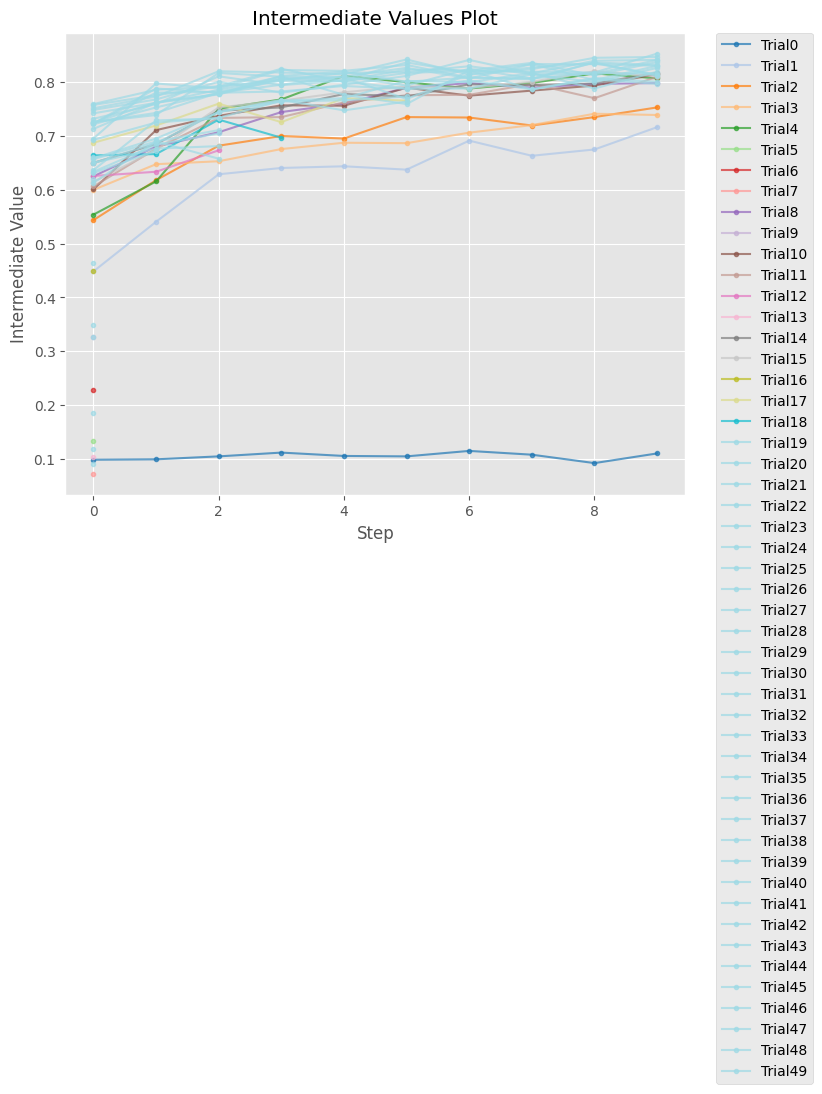 Intermediate Values Plot
Intermediate Value
0.8
0.7
0.6
0.5
0.4
0.3
0.2
0.1
0
2
4
6
8
Step
Trial0
Trial1
Trial2
Trial3
Trial4
Trial5
Trial6
Trial7
Trial8
Trial9
Trial10
Trial11
Trial12
Trial13
Trial14
Trial15
Trial16
Trial17
Trial18
Trial19
Trial20
Trial21
Trial22
Trial23
Trial24
Trial25
Trial26
Trial27
Trial28
Trial29
Trial30
Trial31
Trial32
Trial33
Trial34
Trial35
Trial36
Trial37
Trial38
Trial39
Trial40
Trial41
Trial42
Trial43
Trial44
Trial45
Trial46
Trial47
Trial48
Trial49